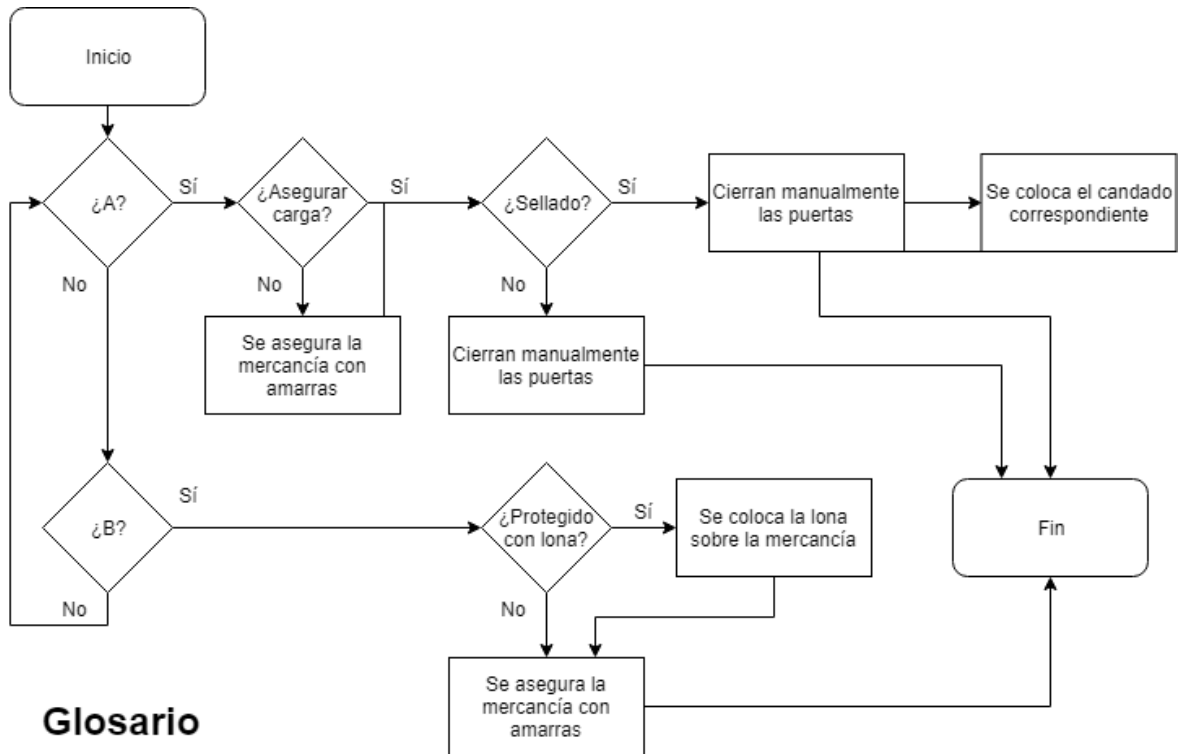 Inicio
¿A?
Sí
¿Asegurar
carga?
Sí
¿Sellado?
Sí
Cierran manualmente
las puertas
Se coloca el candado
correspondiente
No
No
No
Se asegura la
mercancía con
amarras
Cierran manualmente
las puertas
¿B?
Sí
¿Protegido
con lona?
Sí
Se coloca la lona
sobre la mercancía
Fin
No
No
Se asegura la
mercancía con
amarras
Glosario